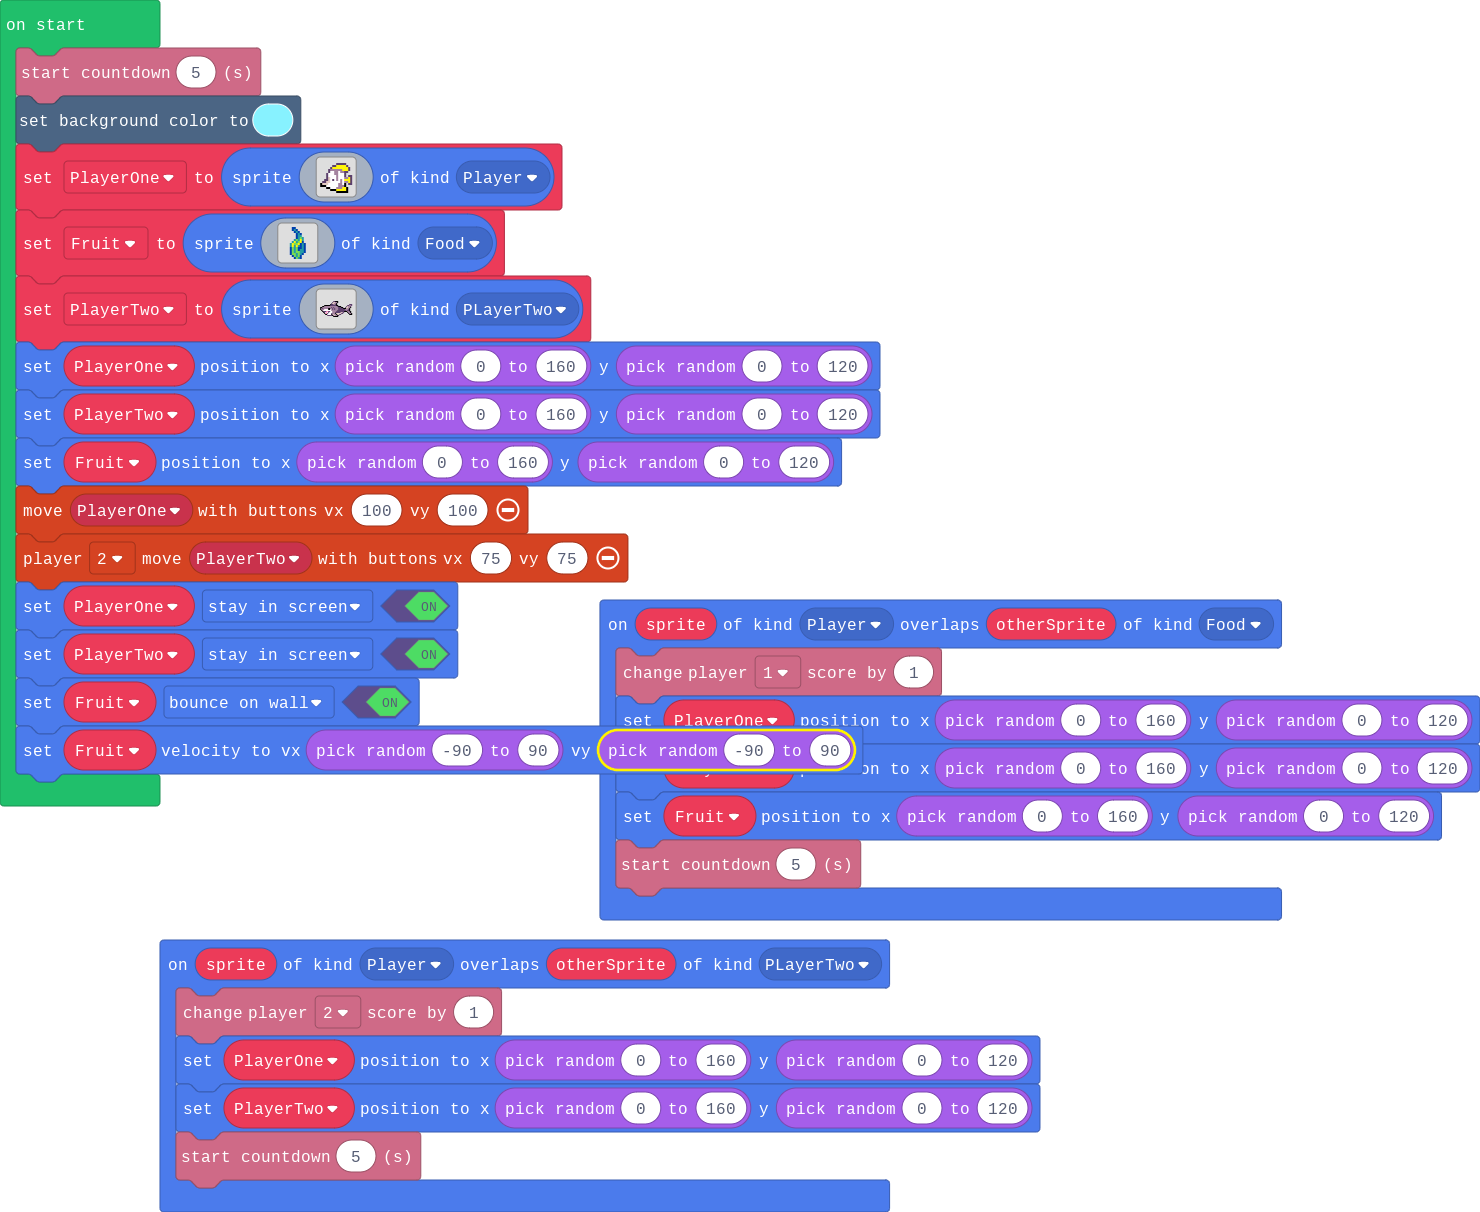 on start
start countdown 5 (s)
set background color to
set PlayerOne to sprite of kind Player
set Fruit to sprite of kind Food
set PlayerTwo to sprite of kind PLayerTwo
set PlayerOne position to x pick random 0 to 160 y pick random 0 to 120
set PlayerTwo position to x pick random 0 to 160 y pick random 0 to 120
set Fruit position to x pick random 0 to 160 y pick random 0 to 120
move PlayerOne with buttons vx 100 vy 100
player 2 move PlayerTwo with buttons vx 75 vy 75
set PlayerOne stay in screen ON
set PlayerTwo stay in screen ON
set Fruit bounce on wall ON
set Fruit velocity to vx pick random -90 to 90 vy pick random -90 to 90
on sprite of kind Player overlaps otherSprite of kind Food
change player 1 score by 1
set PlayerOne position to x pick random 0 to 160 y pick random 0 to 120
on to x pick random 0 to 160 y pick random 0 to 120
set Fruit position to x pick random 0 to 160 y pick random 0 to 120
start countdown 5 (s)
on sprite of kind Player overlaps otherSprite of kind PLayerTwo
change player 2 score by 1
set PlayerOne position to x pick random 0 to 160 y pick random 0 to 120
set PlayerTwo position to x pick random 0 to 160 y pick random 0 to 120
start countdown 5 (s)